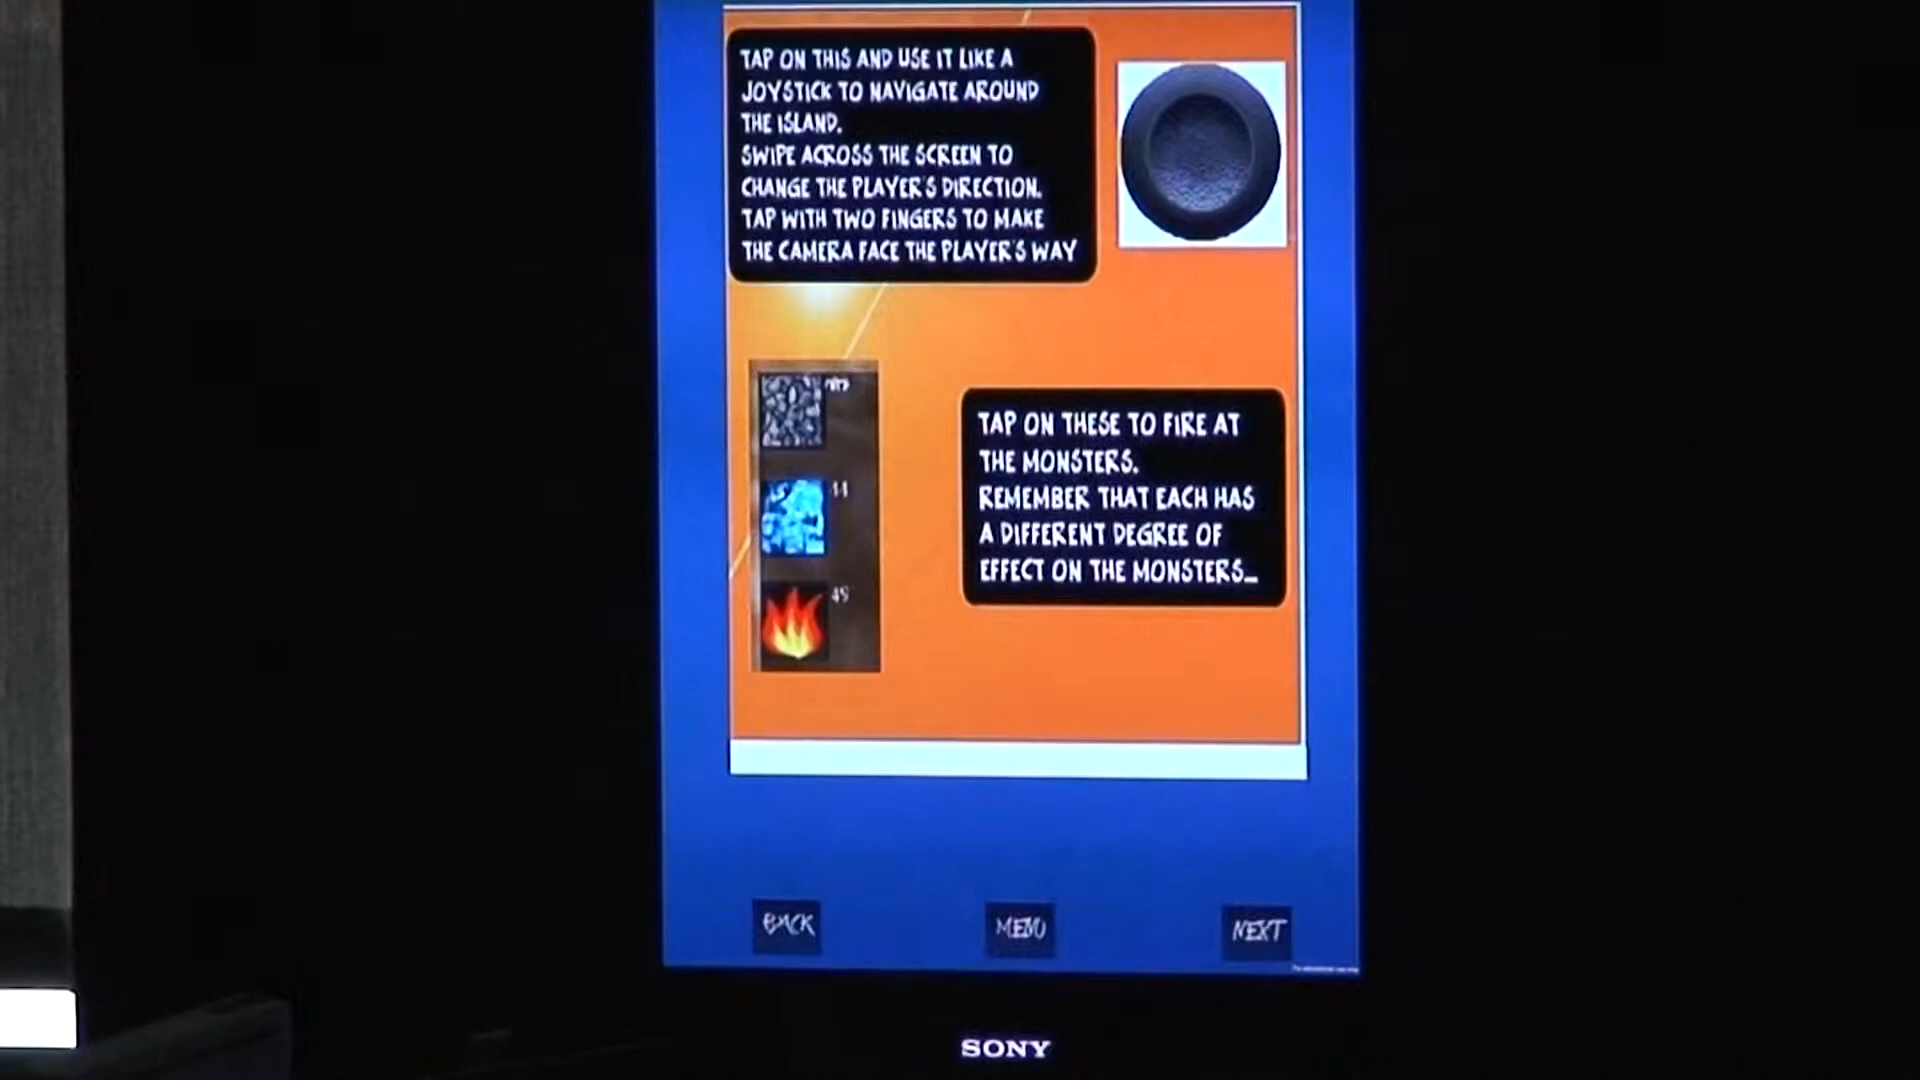 TAP ON THIS AND USE IT LIKE A
JOYSTICK TO NAVIGATE AROUND
THE ISLAND.
SWIPE ACROSS THE SCREEN TO
CHANGE THE PLAYER'S DIRECTION.
TAP WITH TWO FINGERS TO MAKE
THE CAMERA FACE THE PLAYER'S WAY
44
45
TAP ON THESE TO FIRE AT
THE MONSTERS.
REMEMBER THAT EACH HAS
A DIFFERENT DEGREE OF
EFFECT ON THE MONSTERS...
BACK
MENU
NEXT
SONY